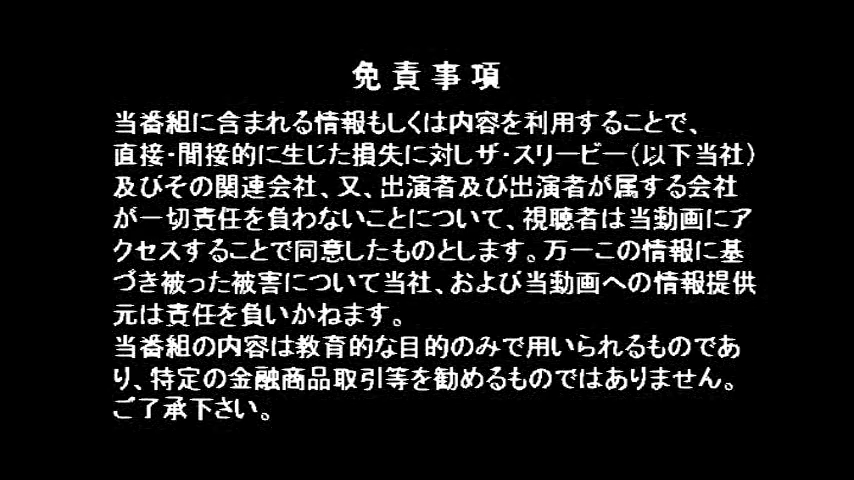 免責事項
当番組に含まれる情報もしくは内容を利用することで、
直接・間接的に生じた損失に対しザ・スリービー(以下当社)
及びその関連会社、又、出演者及び出演者が属する会社
が一切責任を負わないことについて、視聴者は当動画にア
クセスすることで同意したものとします。万一この情報に基
づき被った被害について当社、および当動画への情報提供
元は責任を負いかねます。
当番組の内容は教育的な目的のみで用いられるものであ
り、特定の金融商品取引等を勧めるものではありません。
ご了承下さい。